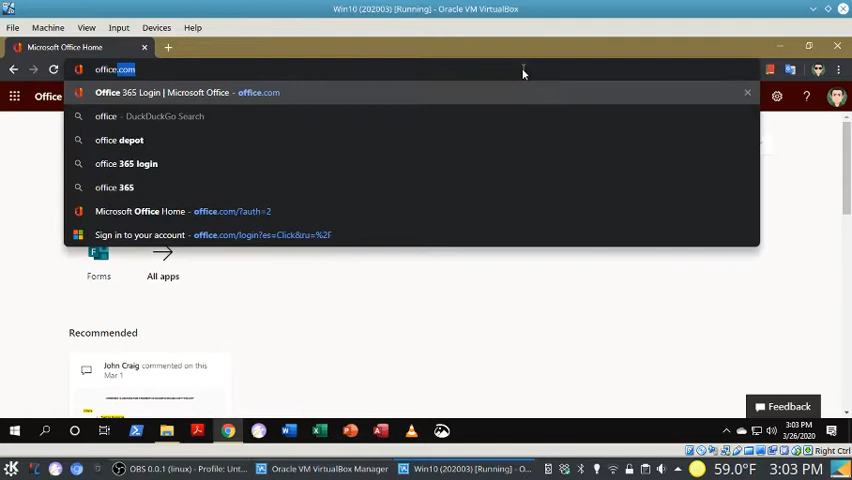 Win10 (202003) [Running] - Oracle VM VirtualBox
File Machine View Input Devices Help
Microsoft Office Home
office.com
Office
Office 365 Login | Microsoft Office - office.com
office - DuckDuckGo Search
office depot
office 365 login
office 365
Microsoft Office Home - office.com/?auth=2
Sign in to your account - office.com/login?es=Click&ru=%2F
Forms All apps
Recommended
John Craig commented on this
Mar 1
Feedback
3:03 PM
3/26/2020
Right Ctrl
OBS 0.0.1 (linux) - Profile: Unt...
Oracle VM VirtualBox Manager
Win10 (202003) [Running] - O...
59.0°F 3:03 PM